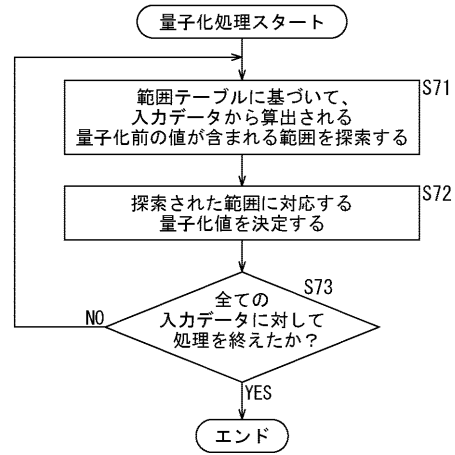 量子化処理スタート
S71
範囲テーブルに基づいて、
入力データから算出される
量子化前の値が含まれる範囲を探索する
S72
探索された範囲に対応する
量子化値を決定する
S73
全ての
入力データに対して
処理を終えたか？
NO
YES
エンド